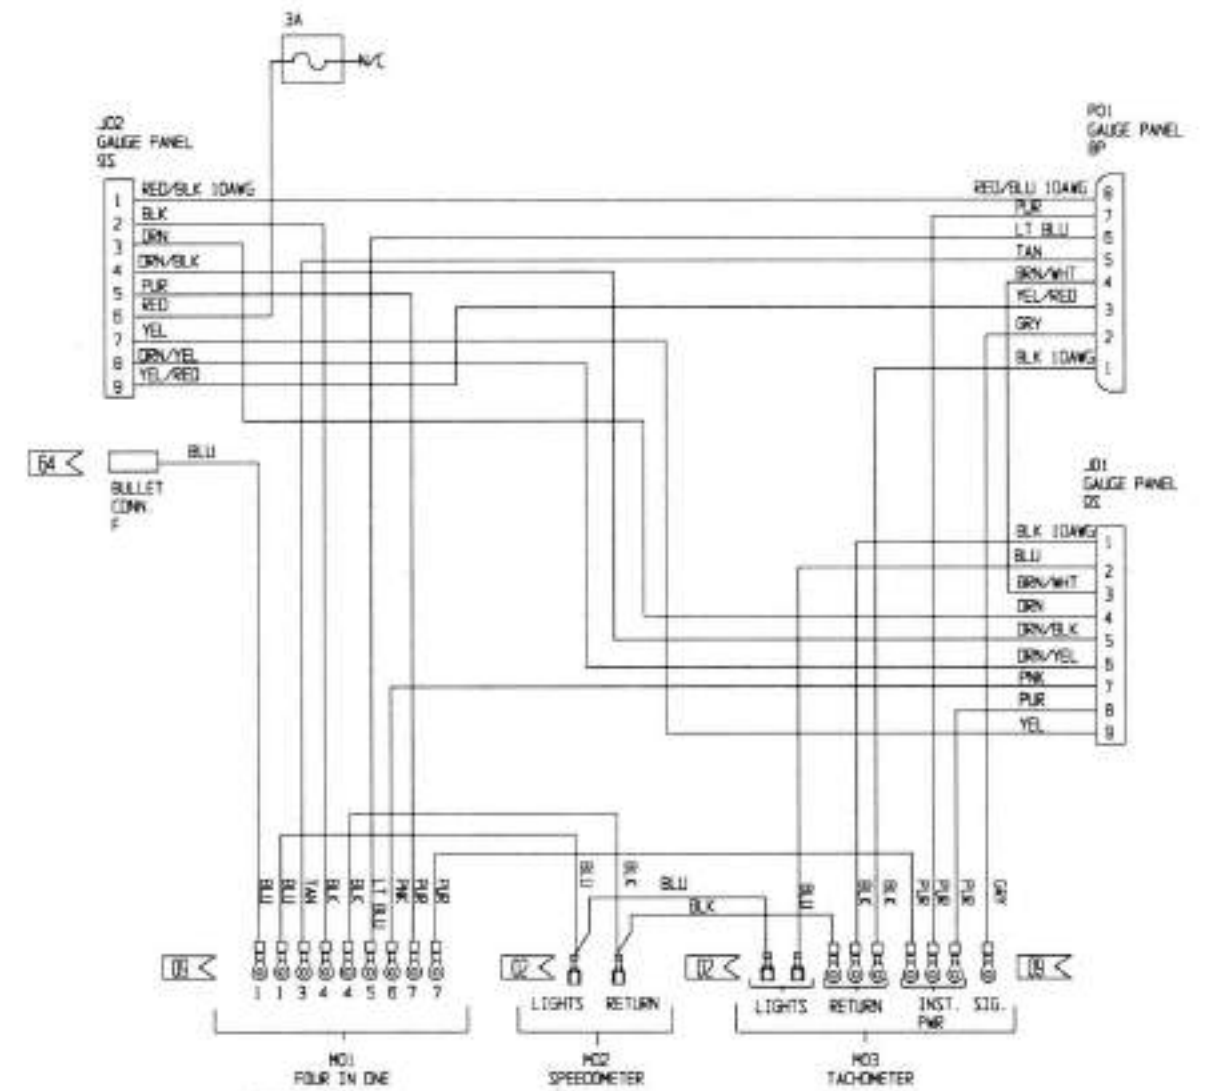 3A
N/C
J02
GAUGE PANEL
9S
P01
GAUGE PANEL
8P
1 RED/BLK 10AWG
2 BLK
3 ORN
4 ORN/BLK
5 PUR
6 RED
7 YEL
8 ORN/YEL
9 YEL/RED
RED/BLU 10AWG 8
PUR 7
LT BLU 6
TAN 5
BRN/WHT 4
YEL/RED 3
GRY 2
BLK 10AWG 1
64
BLU
BULLET
CONN.
F
J01
GAUGE PANEL
9S
BLK 10AWG 1
BLU 2
BRN/WHT 3
ORN 4
ORN/BLK 5
ORN/YEL 6
PNK 7
PUR 8
YEL 9
BLU BLU TAN BLK BLK LT BLU PNK PUR PUR
BLU BLK
BLU
BLK
BLU BLK BLK PUR PUR PUR GRY
09
1 1 3 4 4 5 6 7 7
02
LIGHTS RETURN
02
LIGHTS RETURN INST. SIG.
PWR
09
M01
FOUR IN ONE
M02
SPEEDOMETER
M03
TACHOMETER